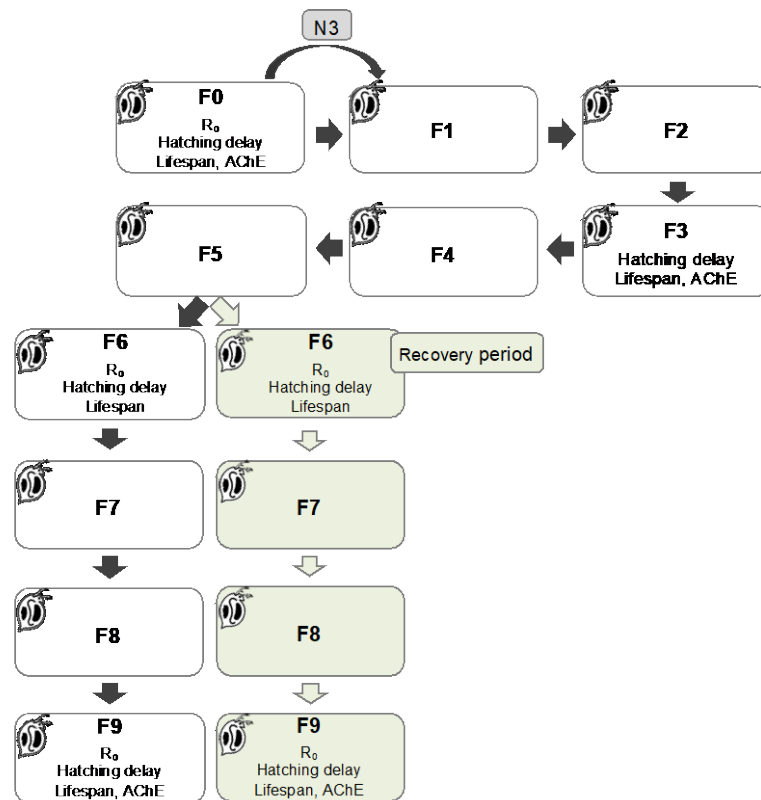 N3
F0
R₀
Hatching delay
Lifespan, AChE
F1
F2
F3
Hatching delay
Lifespan, AChE
F4
F5
F6
R₀
Hatching delay
Lifespan
F6
R₀
Hatching delay
Lifespan
Recovery period
F7
F7
F8
F8
F9
R₀
Hatching delay
Lifespan, AChE
F9
R₀
Hatching delay
Lifespan, AChE